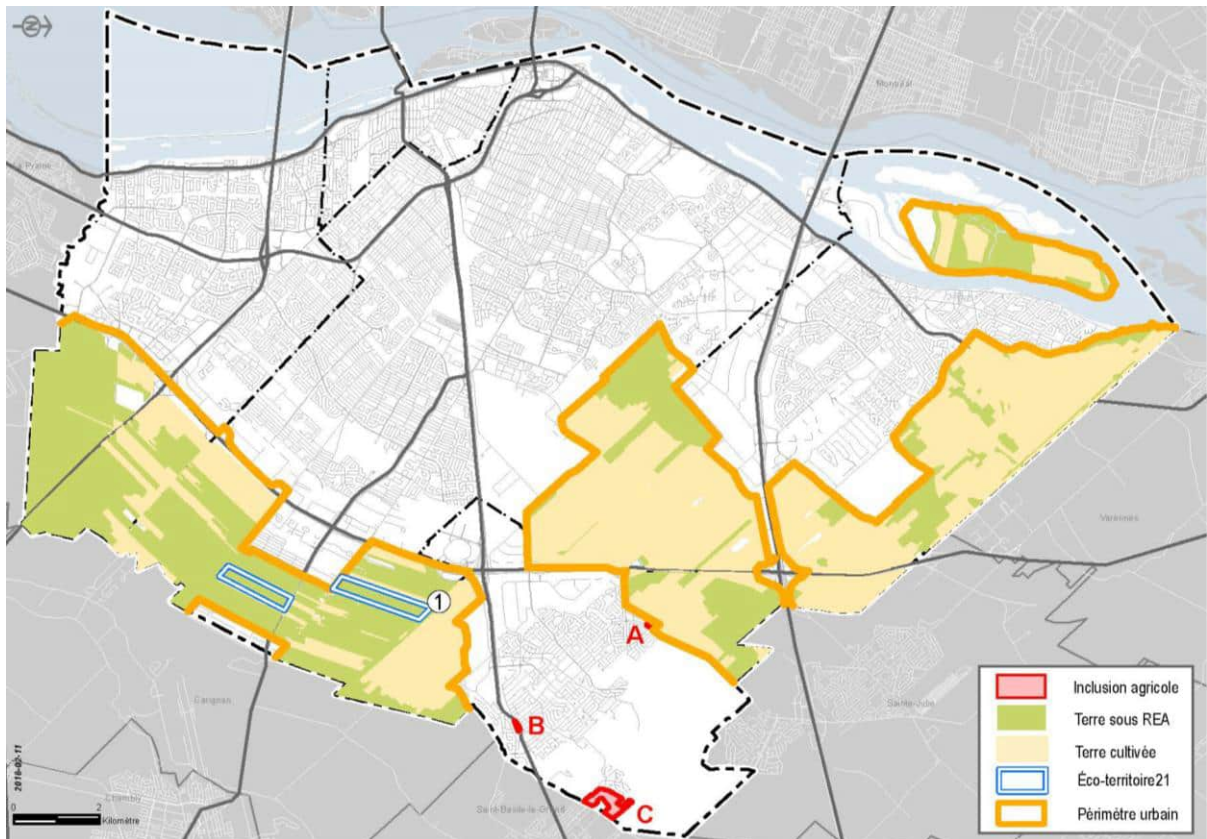 N
Montréal
La Prairie
Varennes
1
A
Carignan
Sainte-Julie
B
2016-02-11
Chambly
Saint-Basile-le-Grand
C
0 2
Kilomètre
Inclusion agricole
Terre sous REA
Terre cultivée
Éco-territoire21
Périmètre urbain